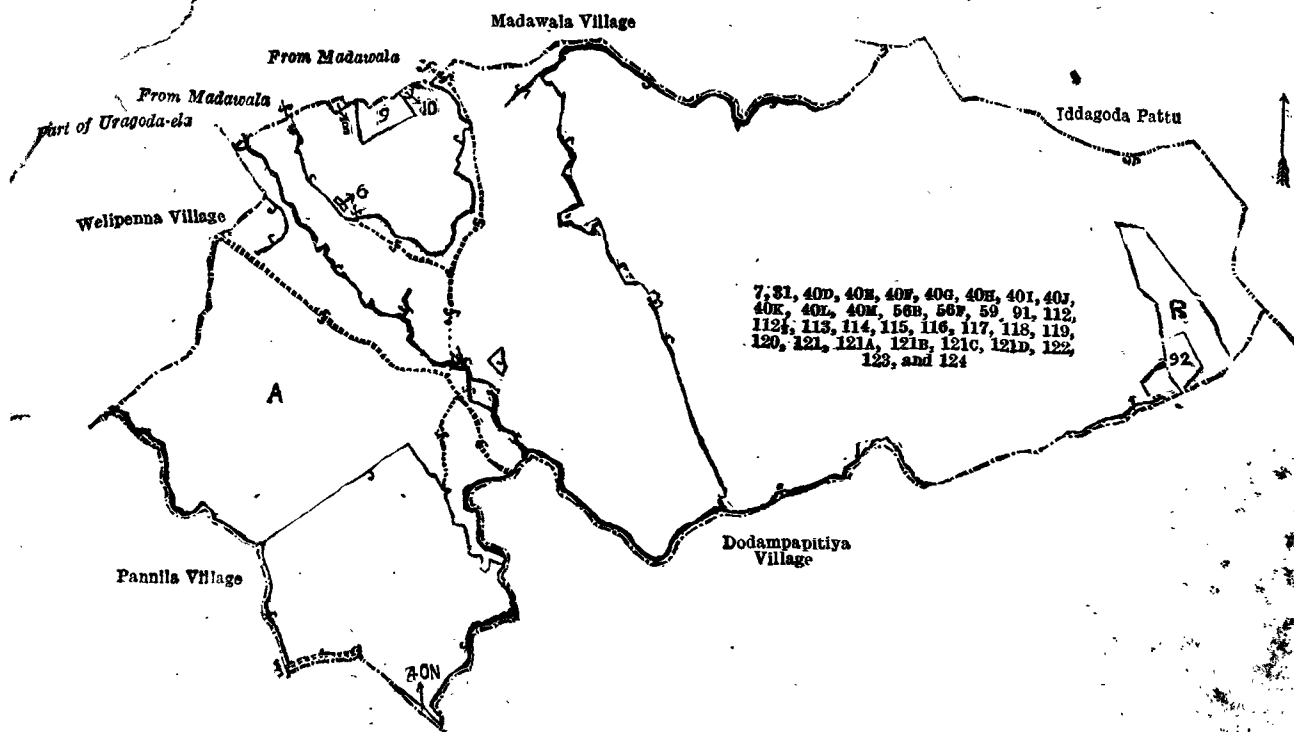 Madawala Village
From Madawala
From Madawala
part of Uragoda-ela
9
10
6
Iddagoda Pattu
Welipenna Village
7, 31, 40D, 40E, 40F, 40G, 40H, 40I, 40J,
40K, 40L, 40M, 56B, 56F, 59, 91, 112,
112½, 113, 114, 115, 116, 117, 118, 119,
120, 121, 121A, 121B, 121C, 121D, 122,
123, and 124
92
A
Dodampapitiya
Village
Pannila Village
40N